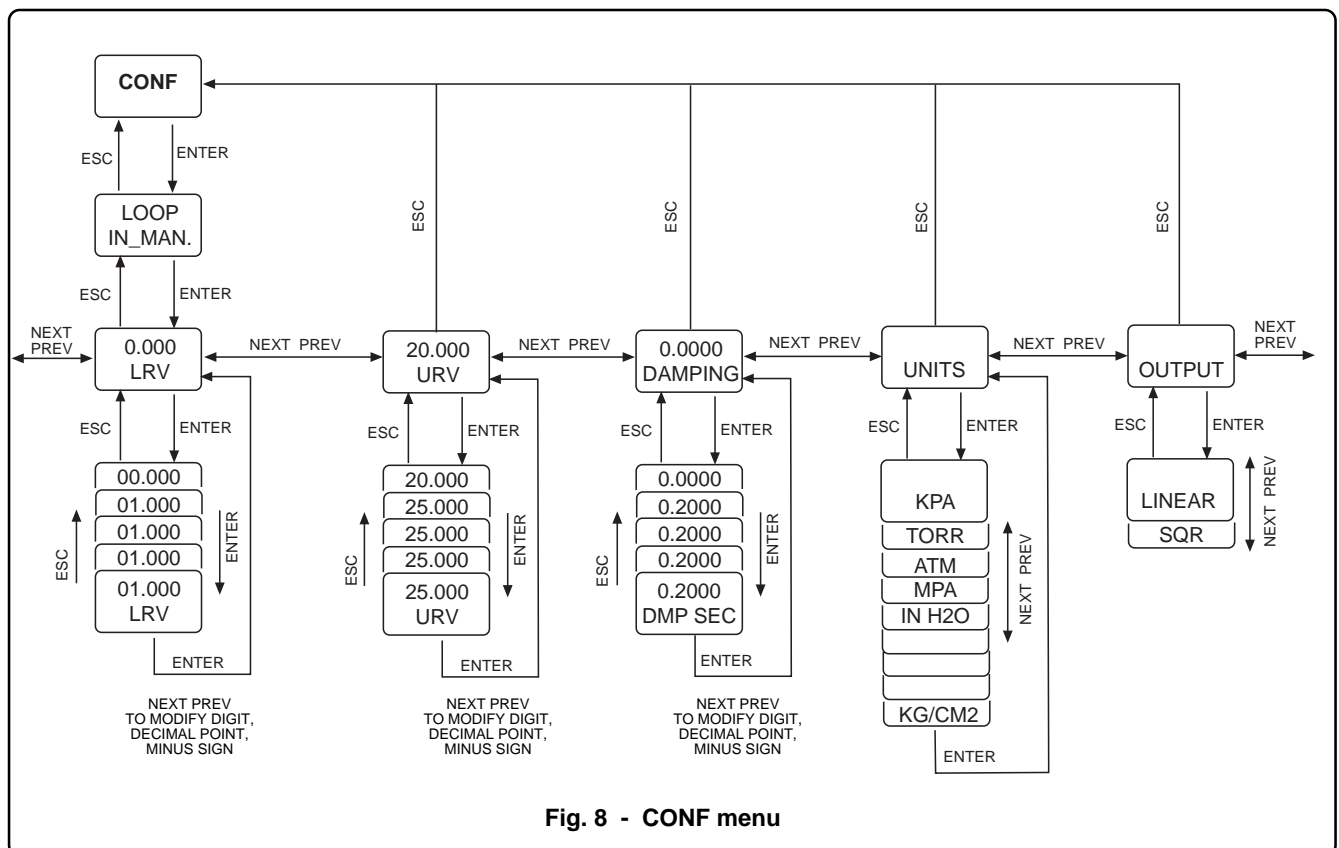 CONF
ESC
ENTER
ESC
ESC
ESC
ESC
LOOP
IN_MAN.
ESC
ENTER
NEXT
PREV
0.000
LRV
NEXT PREV
20.000
URV
NEXT PREV
0.0000
DAMPING
NEXT PREV
UNITS
NEXT PREV
OUTPUT
NEXT
PREV
ESC
ENTER
ESC
ENTER
ESC
ENTER
ESC
ENTER
ESC
ENTER
00.000
01.000
01.000
01.000
01.000
LRV
ESC
ENTER
ENTER
20.000
25.000
25.000
25.000
25.000
URV
ESC
ENTER
ENTER
0.0000
0.2000
0.2000
0.2000
0.2000
DMP SEC
ESC
ENTER
ENTER
KPA
TORR
ATM
MPA
IN H2O
KG/CM2
NEXT PREV
ENTER
LINEAR
SQR
NEXT PREV
NEXT PREV
TO MODIFY DIGIT,
DECIMAL POINT,
MINUS SIGN
NEXT PREV
TO MODIFY DIGIT,
DECIMAL POINT,
MINUS SIGN
NEXT PREV
TO MODIFY DIGIT,
DECIMAL POINT,
MINUS SIGN
Fig. 8 - CONF menu